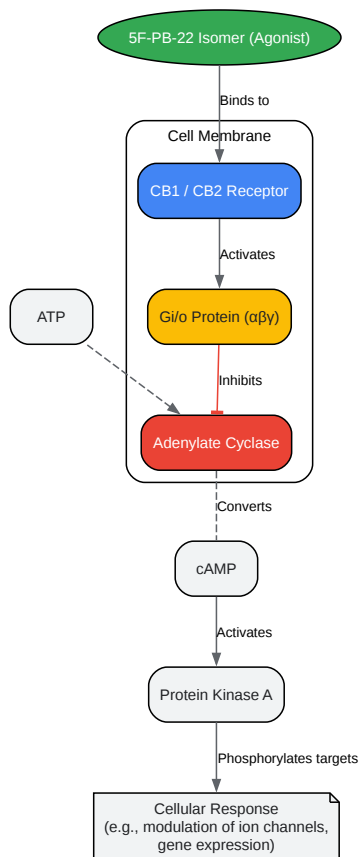 5F-PB-22 Isomer (Agonist)
Binds to
Cell Membrane
CB1 / CB2 Receptor
Activates
ATP
Gi/o Protein (αβγ)
Inhibits
Adenylate Cyclase
Converts
cAMP
Activates
Protein Kinase A
Phosphorylates targets
Cellular Response
(e.g., modulation of ion channels,
gene expression)